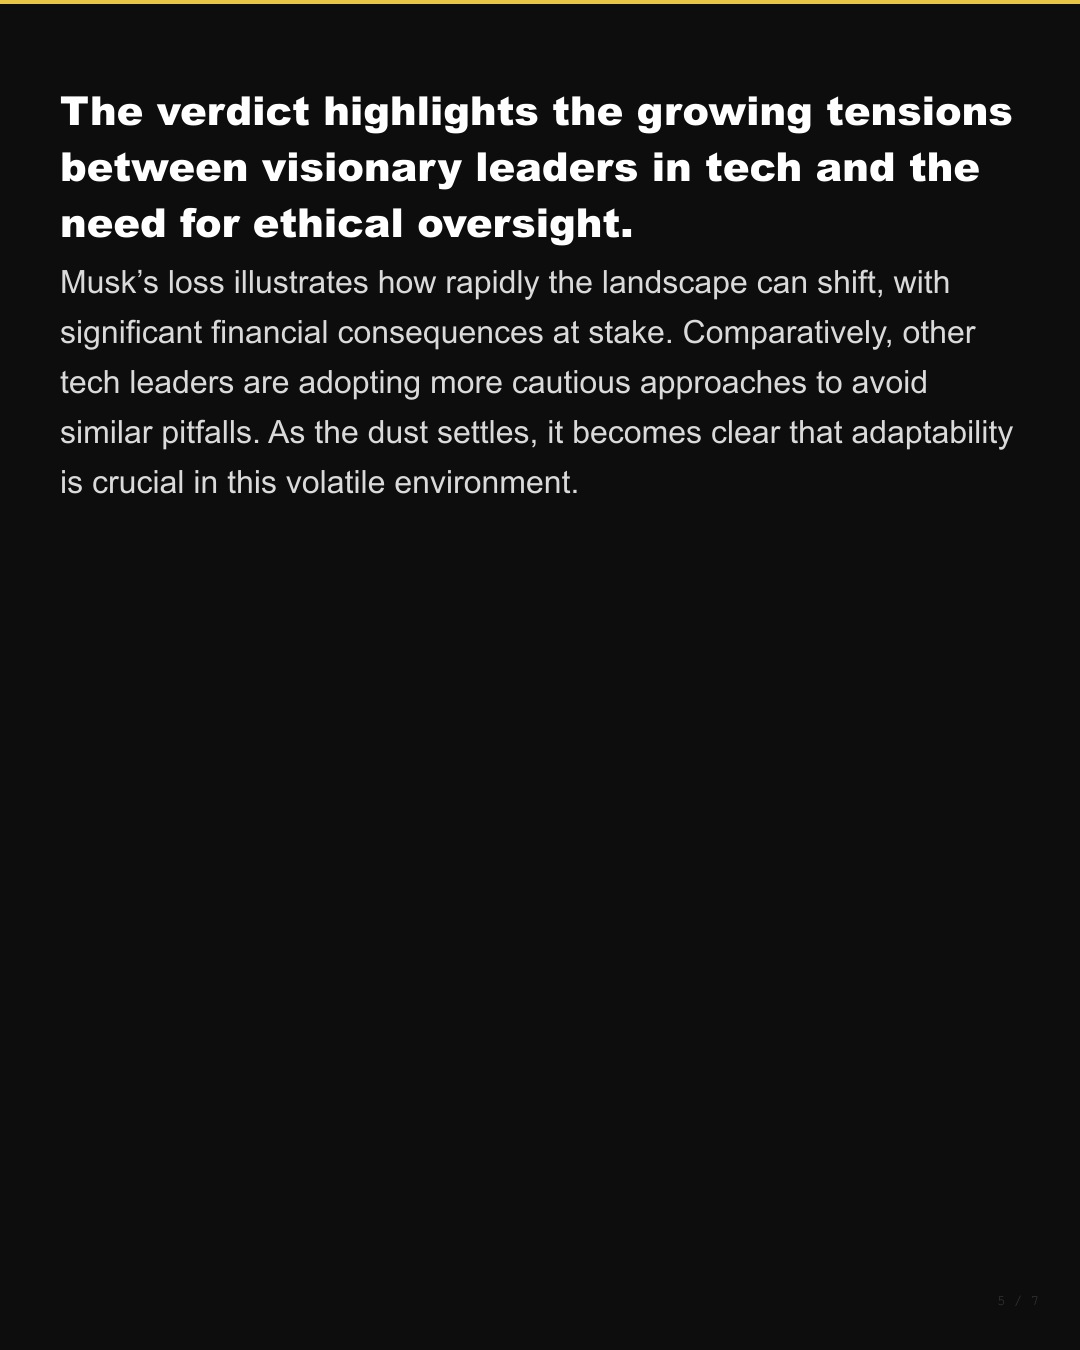 The verdict highlights the growing tensions
between visionary leaders in tech and the
need for ethical oversight.
Musk’s loss illustrates how rapidly the landscape can shift, with
significant financial consequences at stake. Comparatively, other
tech leaders are adopting more cautious approaches to avoid
similar pitfalls. As the dust settles, it becomes clear that adaptability
is crucial in this volatile environment.
5 / 7